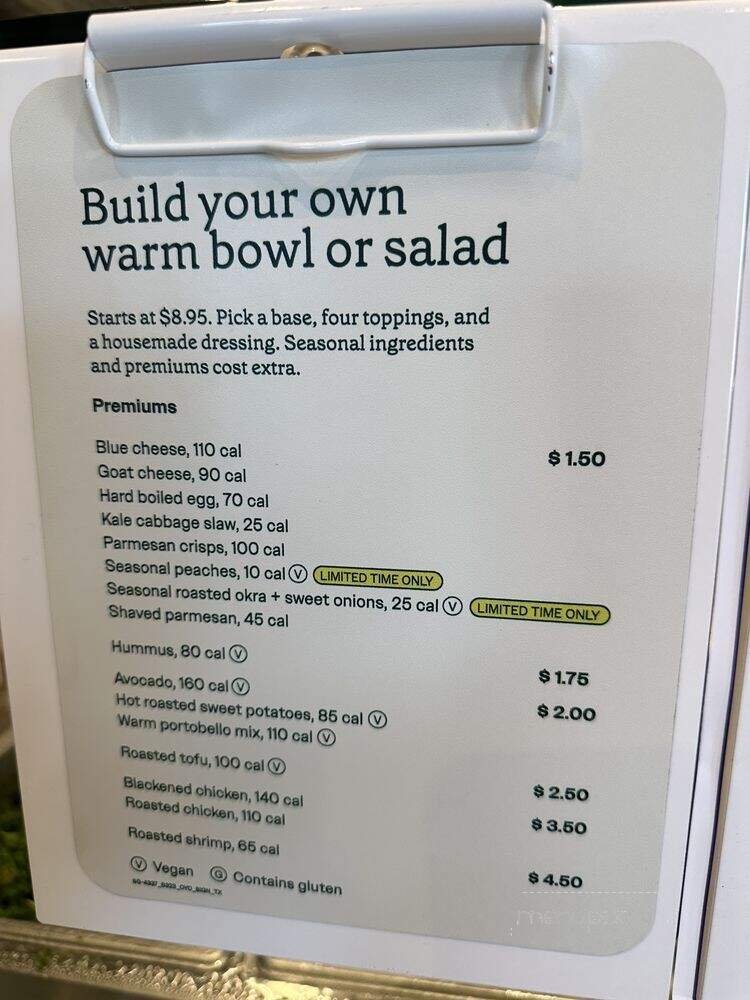 Build your own
warm bowl or salad
Starts at $8.95. Pick a base, four toppings, and
a housemade dressing. Seasonal ingredients
and premiums cost extra.
Premiums
Blue cheese, 110 cal $1.50
Goat cheese, 90 cal
Hard boiled egg, 70 cal
Kale cabbage slaw, 25 cal
Parmesan crisps, 100 cal
Seasonal peaches, 10 cal Ⓥ LIMITED TIME ONLY
Seasonal roasted okra + sweet onions, 25 cal Ⓥ LIMITED TIME ONLY
Shaved parmesan, 45 cal
Hummus, 80 cal Ⓥ $1.75
Avocado, 160 cal Ⓥ $2.00
Hot roasted sweet potatoes, 85 cal Ⓥ
Warm portobello mix, 110 cal Ⓥ
Roasted tofu, 100 cal Ⓥ $2.50
Blackened chicken, 140 cal $3.50
Roasted chicken, 110 cal
Roasted shrimp, 65 cal $4.50
Ⓥ Vegan Ⓖ Contains gluten